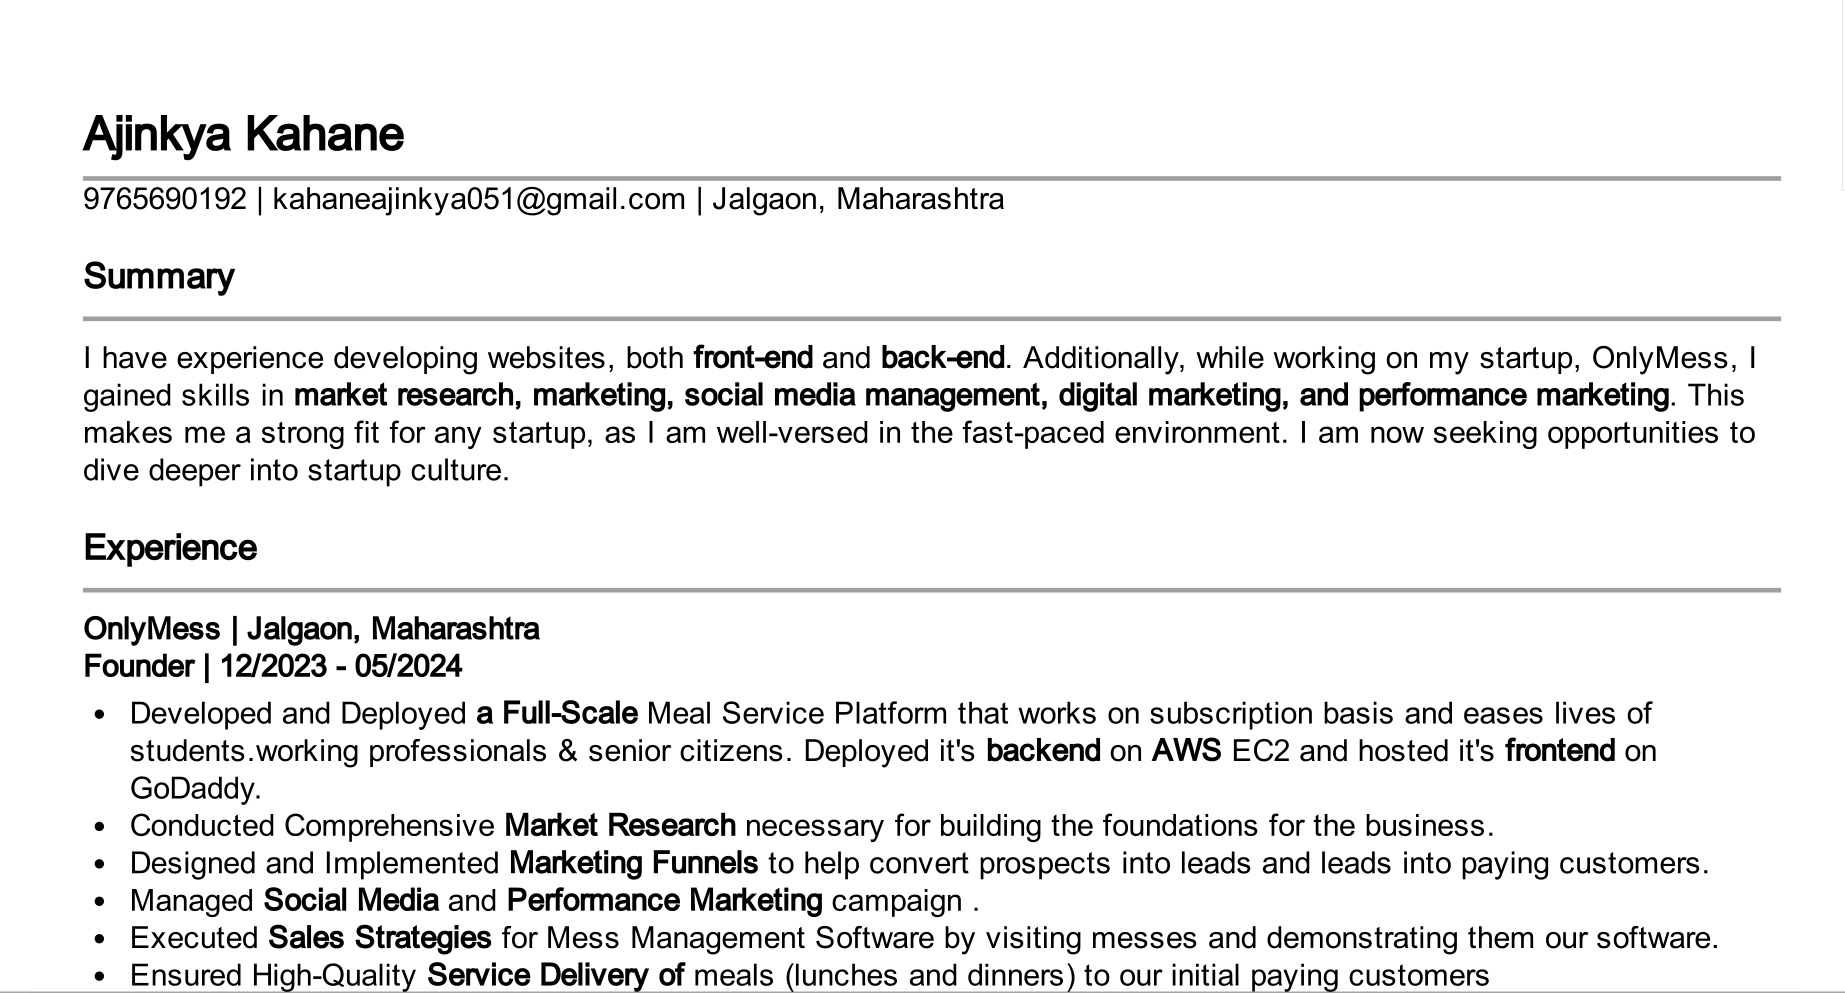 Ajinkya Kahane
9765690192 | kahaneajinkya051@gmail.com | Jalgaon, Maharashtra
Summary
I have experience developing websites, both front-end and back-end. Additionally, while working on my startup, OnlyMess, I
gained skills in market research, marketing, social media management, digital marketing, and performance marketing. This
makes me a strong fit for any startup, as I am well-versed in the fast-paced environment. I am now seeking opportunities to
dive deeper into startup culture.
Experience
OnlyMess | Jalgaon, Maharashtra
Founder | 12/2023 - 05/2024
• Developed and Deployed a Full-Scale Meal Service Platform that works on subscription basis and eases lives of
students.working professionals & senior citizens. Deployed it's backend on AWS EC2 and hosted it's frontend on
GoDaddy.
• Conducted Comprehensive Market Research necessary for building the foundations for the business.
• Designed and Implemented Marketing Funnels to help convert prospects into leads and leads into paying customers.
• Managed Social Media and Performance Marketing campaign .
• Executed Sales Strategies for Mess Management Software by visiting messes and demonstrating them our software.
• Ensured High-Quality Service Delivery of meals (lunches and dinners) to our initial paying customers